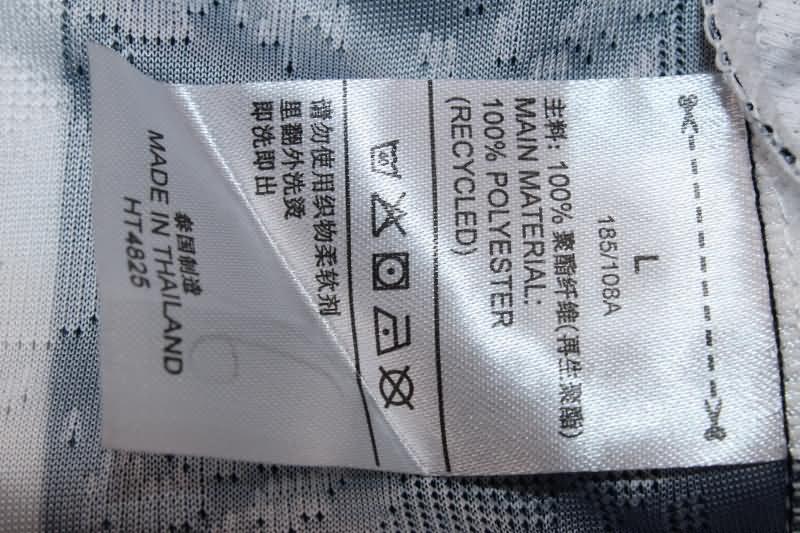 L
185/108A
主料: 100% 聚酯纤维(再生聚酯)
MAIN MATERIAL:
100% POLYESTER
(RECYCLED)
40
请勿使用织物柔软剂
里翻外洗烫
即洗即出
泰国制造
MADE IN THAILAND
HT4825